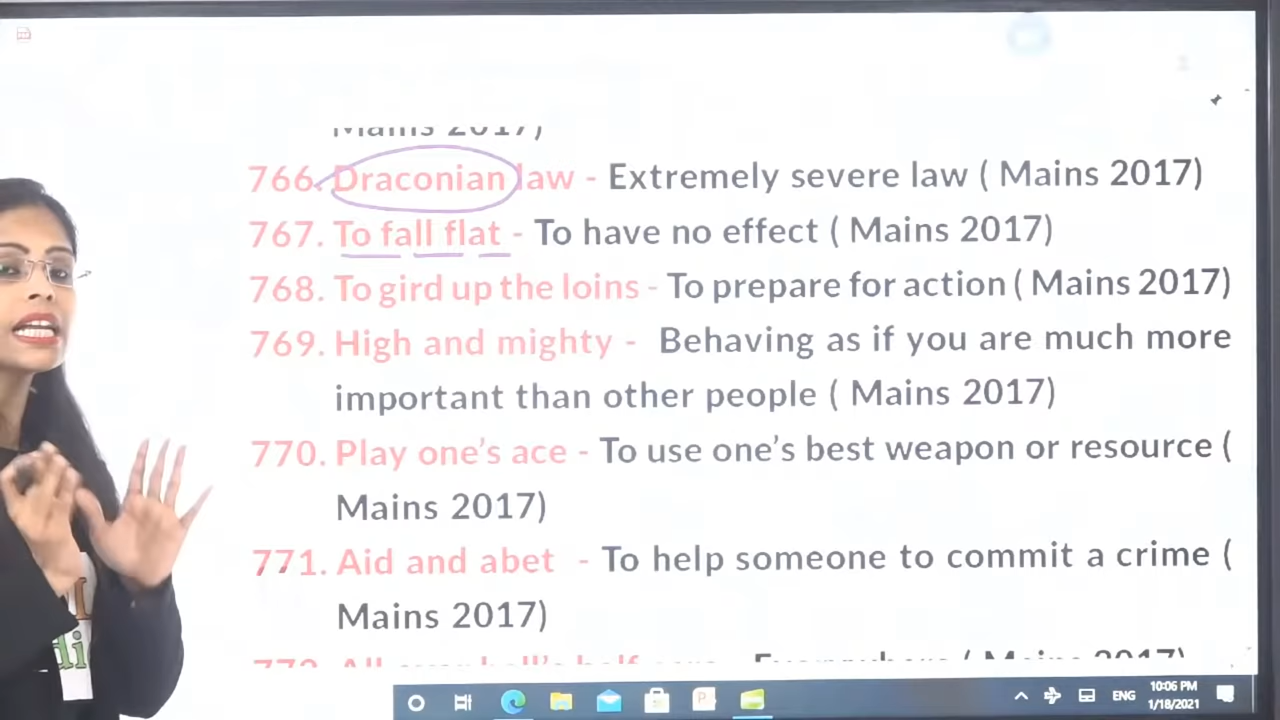 Mains 2017)
766. Draconian law - Extremely severe law ( Mains 2017)
767. To fall flat - To have no effect ( Mains 2017)
768. To gird up the loins - To prepare for action ( Mains 2017)
769. High and mighty - Behaving as if you are much more
important than other people ( Mains 2017)
770. Play one's ace - To use one's best weapon or resource (
Mains 2017)
771. Aid and abet - To help someone to commit a crime (
Mains 2017)
ENG
10:06 PM
1/18/2021